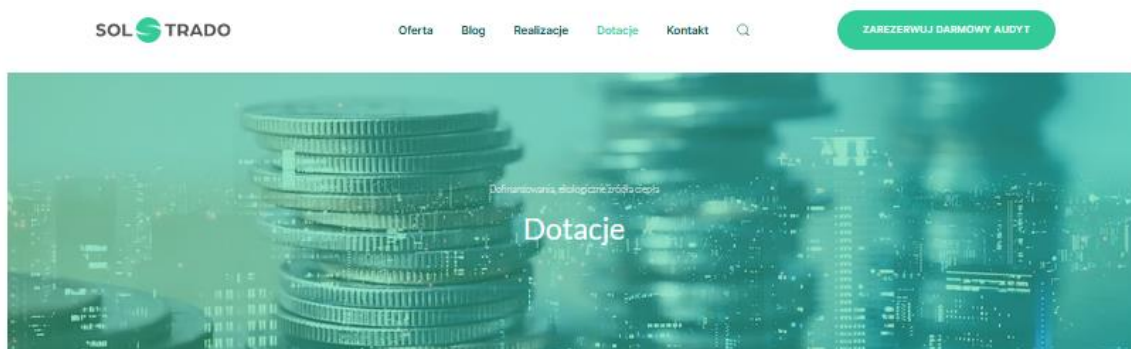 SOL TRADO
Oferta Blog Realizacje Dotacje Kontakt
ZAREZERWUJ DARMOWY AUDYT
Dofinansowania, ekologiczne źródła ciepła
Dotacje